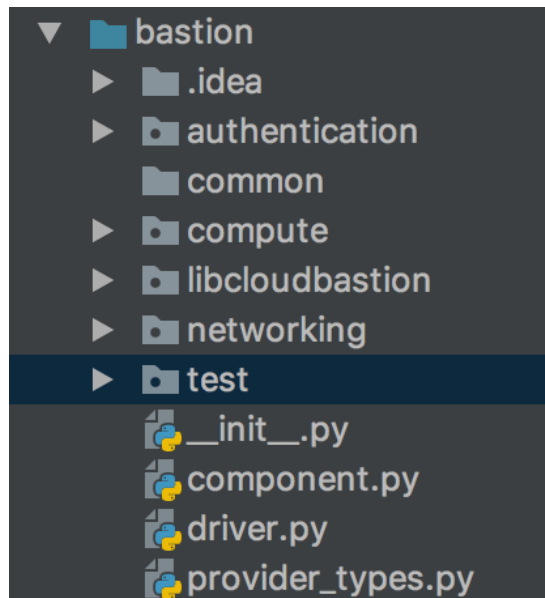 bastion
.idea
authentication
common
compute
libcloudbastion
networking
test
__init__.py
component.py
driver.py
provider_types.py